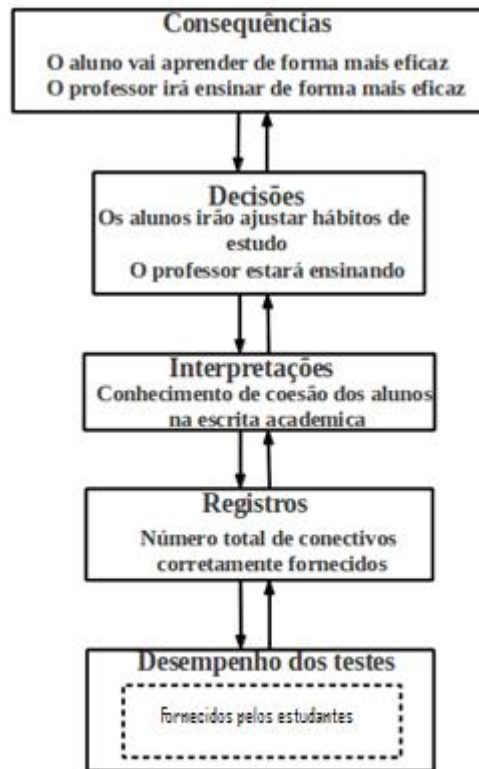 Consequências
O aluno vai aprender de forma mais eficaz
O professor irá ensinar de forma mais eficaz
Decisões
Os alunos irão ajustar hábitos de
estudo
O professor estará ensinando
Interpretações
Conhecimento de coesão dos alunos
na escrita academica
Registros
Número total de conectivos
corretamente fornecidos
Desempenho dos testes
Fornecidos pelos estudantes